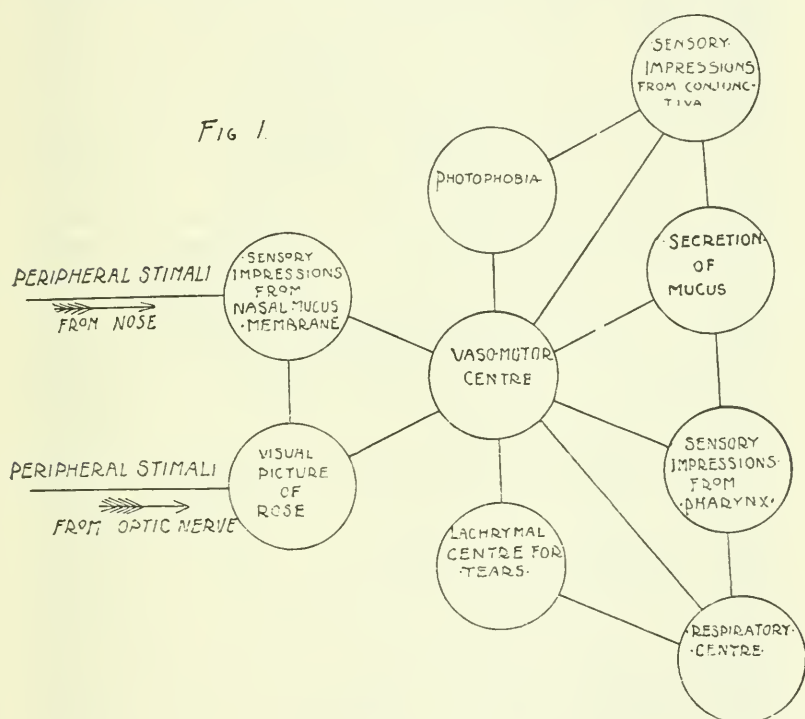 FIG 1.
·SENSORY·
IMPRESSIONS
FROM CONJUNC-
TIVA
PHOTOPHOBIA
·SECRETION·
OF
MUCUS
PERIPHERAL STIMALI
FROM NOSE
·SENSORY
IMPRESSIONS
FROM
NASAL MUCUS
·MEMARANE
VASO-MOTOR
CENTRE
PERIPHERAL STIMALI
FROM OPTIC NERVE
VISUAL
PICTURE
OF
ROSE
SENSORY
IMPRESSIONS·
FROM
·PHARYNX·
LACHRYMAL
CENTRE FOR
·TEARS·
·RESPIRATORY·
·CENTRE·